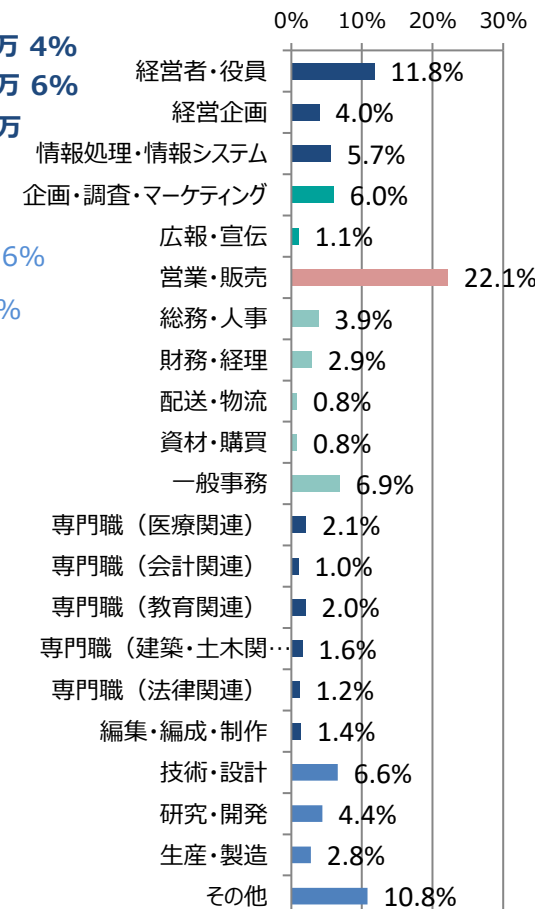 0% 10% 20% 30%
万 4%
経営者・役員 11.8%
万 6%
経営企画 4.0%
万
情報処理・情報システム 5.7%
企画・調査・マーケティング 6.0%
広報・宣伝 1.1%
6%
営業・販売 22.1%
%
総務・人事 3.9%
財務・経理 2.9%
配送・物流 0.8%
資材・購買 0.8%
一般事務 6.9%
専門職（医療関連） 2.1%
専門職（会計関連） 1.0%
専門職（教育関連） 2.0%
専門職（建築・土木関… 1.6%
専門職（法律関連） 1.2%
編集・編成・制作 1.4%
技術・設計 6.6%
研究・開発 4.4%
生産・製造 2.8%
その他 10.8%